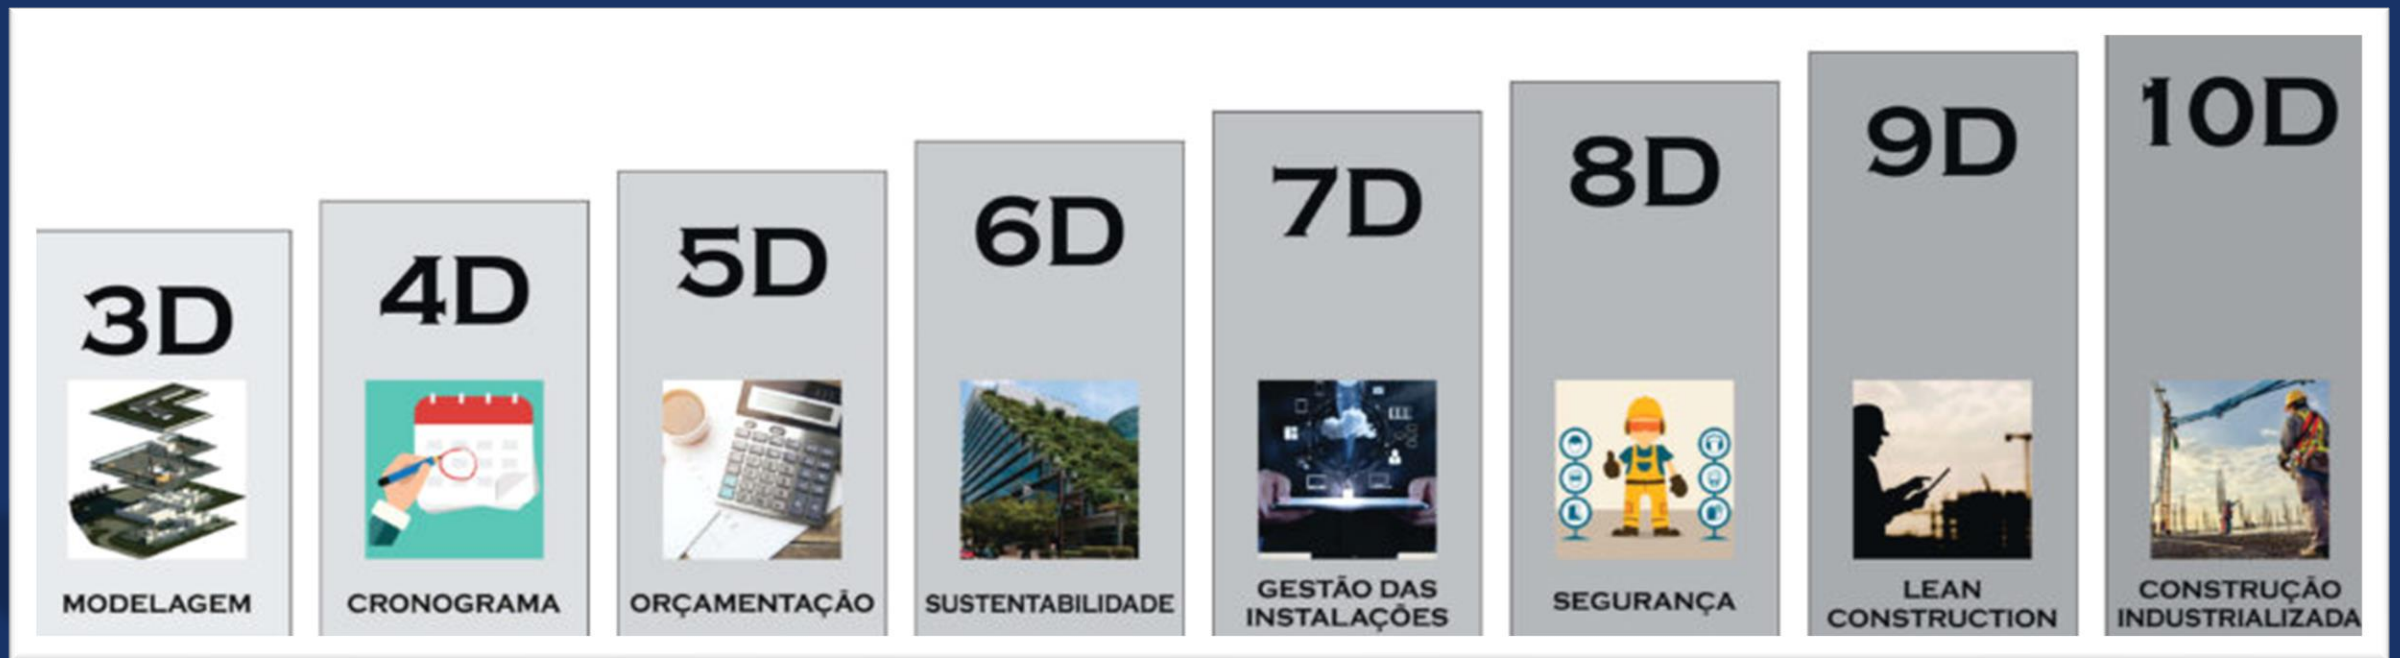 3D
MODELAGEM
4D
CRONOGRAMA
5D
ORÇAMENTAÇÃO
6D
SUSTENTABILIDADE
7D
GESTÃO DAS
INSTALAÇÕES
8D
SEGURANÇA
9D
LEAN
CONSTRUCTION
10D
CONSTRUÇÃO
INDUSTRIALIZADA